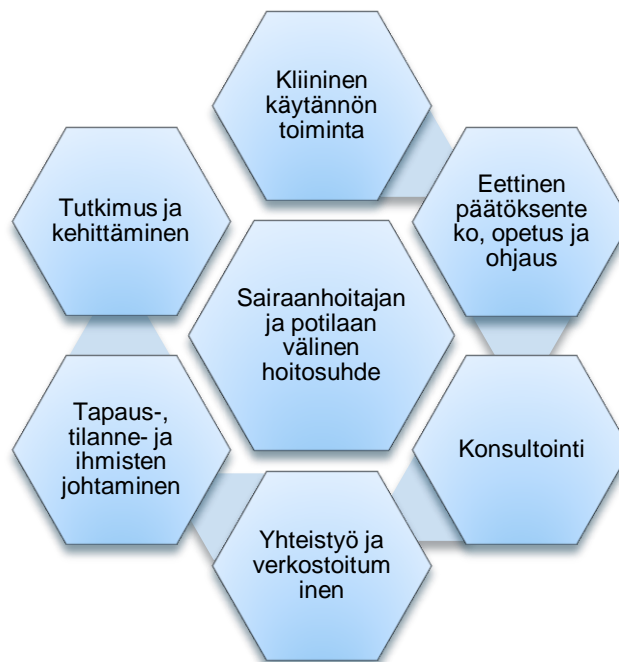 Kliininen
käytännön
toiminta
Eettinen
päätöksente
ko, opetus ja
ohjaus
Konsultointi
Yhteistyö ja
verkostoitum
inen
Tapaus-,
tilanne- ja
ihmisten
johtaminen
Tutkimus ja
kehittäminen
Sairaanhoitajan
ja potilaan
välinen
hoitosuhde